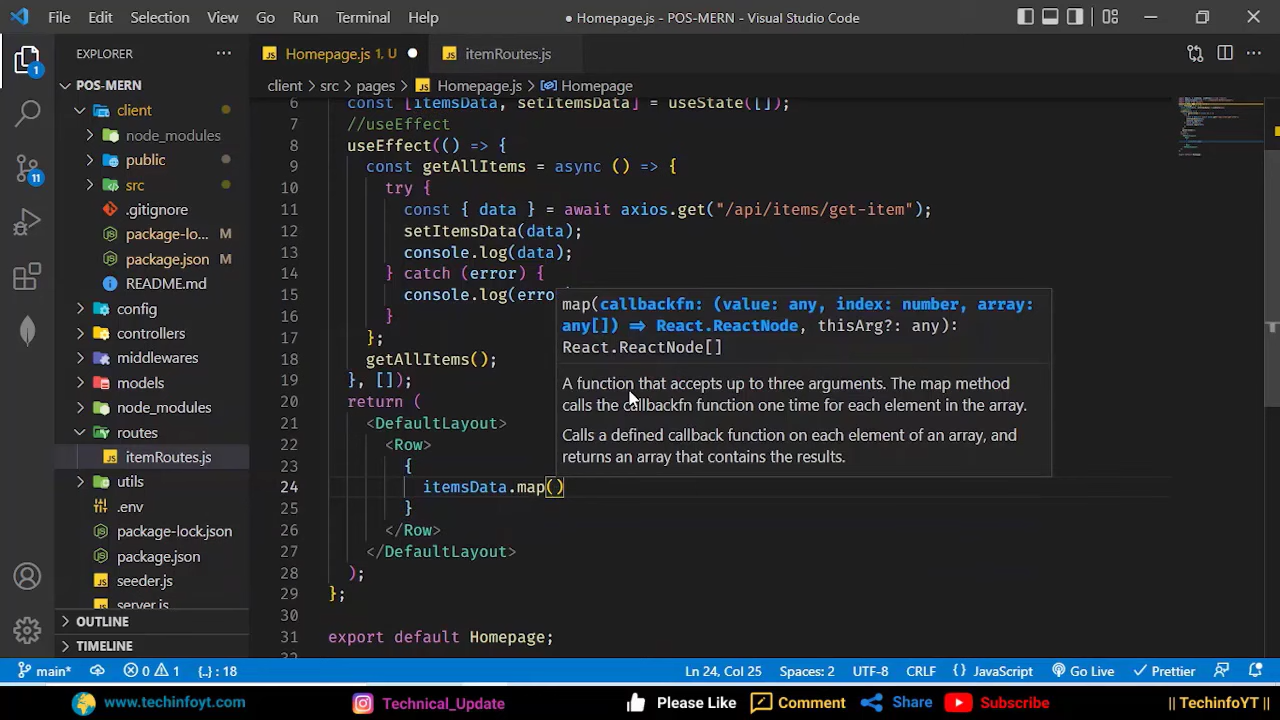 File Edit Selection View Go Run Terminal Help ● Homepage.js - POS-MERN - Visual Studio Code
EXPLORER ···
JS Homepage.js 1, U ●
JS itemRoutes.js
POS-MERN
client > src > pages > JS Homepage.js > Homepage
client
node_modules
public
src
.gitignore
package-lo... M
package.json M
README.md
config
controllers
middlewares
models
node_modules
routes
JS itemRoutes.js
utils
.env
package-lock.json
package.json
JS seeder.js
JS server.js
OUTLINE
TIMELINE
1
11
6 const [itemsData, setItemsData] = useState([]);
7 //useEffect
8 useEffect(() => {
9 const getAllItems = async () => {
10 try {
11 const { data } = await axios.get("/api/items/get-item");
12 setItemsData(data);
13 console.log(data);
14 } catch (error) {
15 console.log(erro
16 }
17 };
18 getAllItems();
19 }, []);
20 return (
21 <DefaultLayout>
22 <Row>
23 {
24 itemsData.map()
25 }
26 </Row>
27 </DefaultLayout>
28 );
29 };
30
31 export default Homepage;
32
map(callbackfn: (value: any, index: number, array:
any[]) => React.ReactNode, thisArg?: any):
React.ReactNode[]
A function that accepts up to three arguments. The map method
calls the callbackfn function one time for each element in the array.
Calls a defined callback function on each element of an array, and
returns an array that contains the results.
main* 0 1 {..} : 18 Ln 24, Col 25 Spaces: 2 UTF-8 CRLF {} JavaScript Go Live Prettier
www.techinfoyt.com Technical_Update Please Like Comment Share Subscribe || TechinfoYT ||